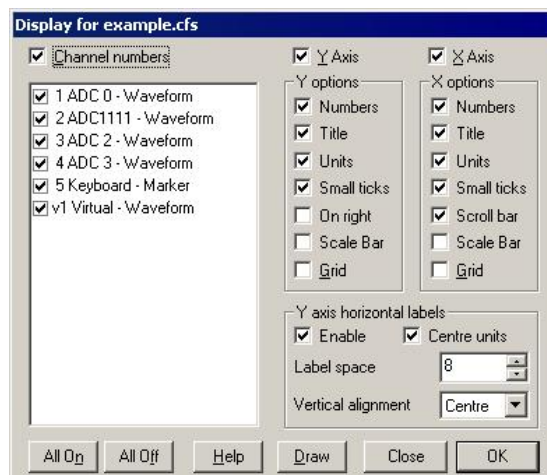 Display for example.cfs
Channel numbers
Y Axis
X Axis
1 ADC 0 - Waveform
2 ADC1111 - Waveform
3 ADC 2 - Waveform
4 ADC 3 - Waveform
5 Keyboard - Marker
v1 Virtual - Waveform
Y options
Numbers
Title
Units
Small ticks
On right
Scale Bar
Grid
X options
Numbers
Title
Units
Small ticks
Scroll bar
Scale Bar
Grid
Y axis horizontal labels
Enable
Centre units
Label space
8
Vertical alignment
Centre
All On
All Off
Help
Draw
Close
OK